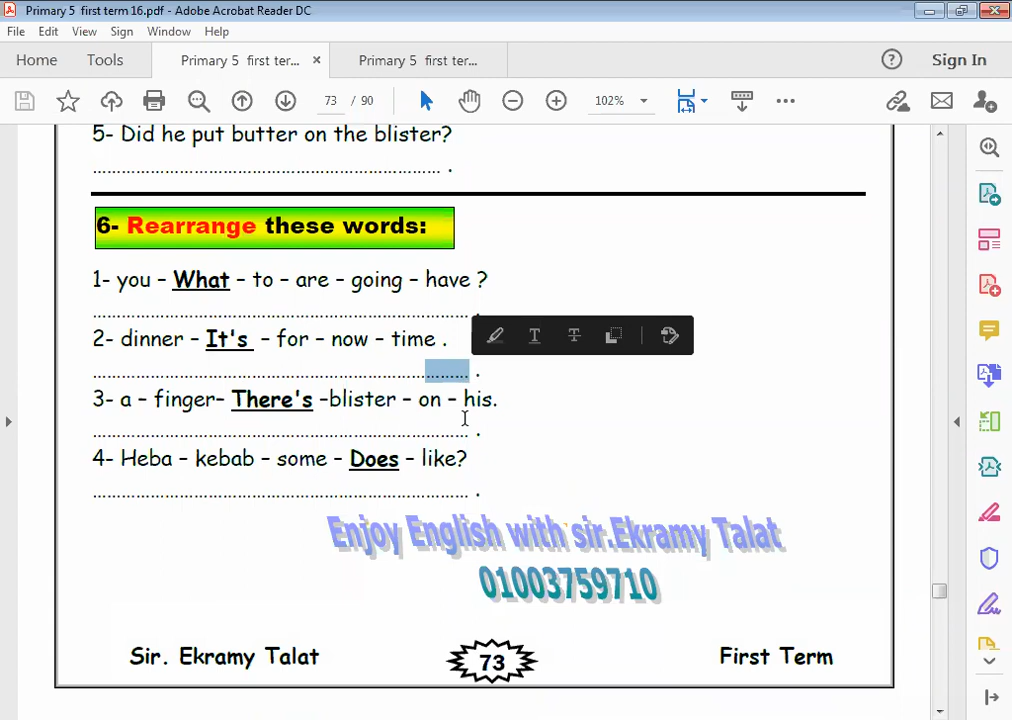 Primary 5 first term 16.pdf - Adobe Acrobat Reader DC
File Edit View Sign Window Help
Home Tools Primary 5 first ter... × Primary 5 first ter... Sign In
73 / 90 102%
5- Did he put butter on the blister?
........................................................................ .
6- Rearrange these words:
1- you – What – to – are – going – have ?
............................................................................... .
2- dinner – It's – for – now – time .
............................................................................... .
3- a – finger– There's –blister – on – his.
............................................................................... .
4- Heba – kebab – some – Does – like?
............................................................................... .
Enjoy English with sir.Ekramy Talat
01003759710
Sir. Ekramy Talat 73 First Term